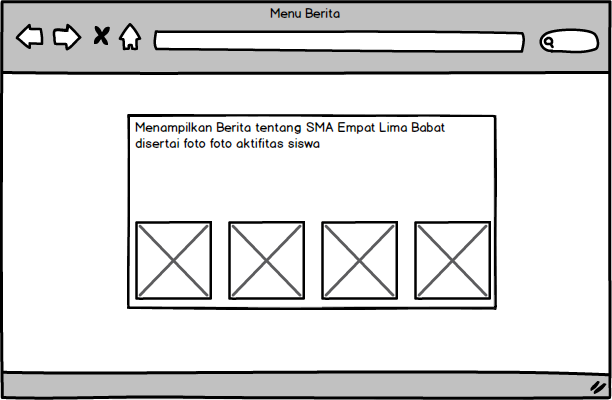 Menu Berita
Menampilkan Berita tentang SMA Empat Lima Babat
disertai foto foto aktifitas siswa